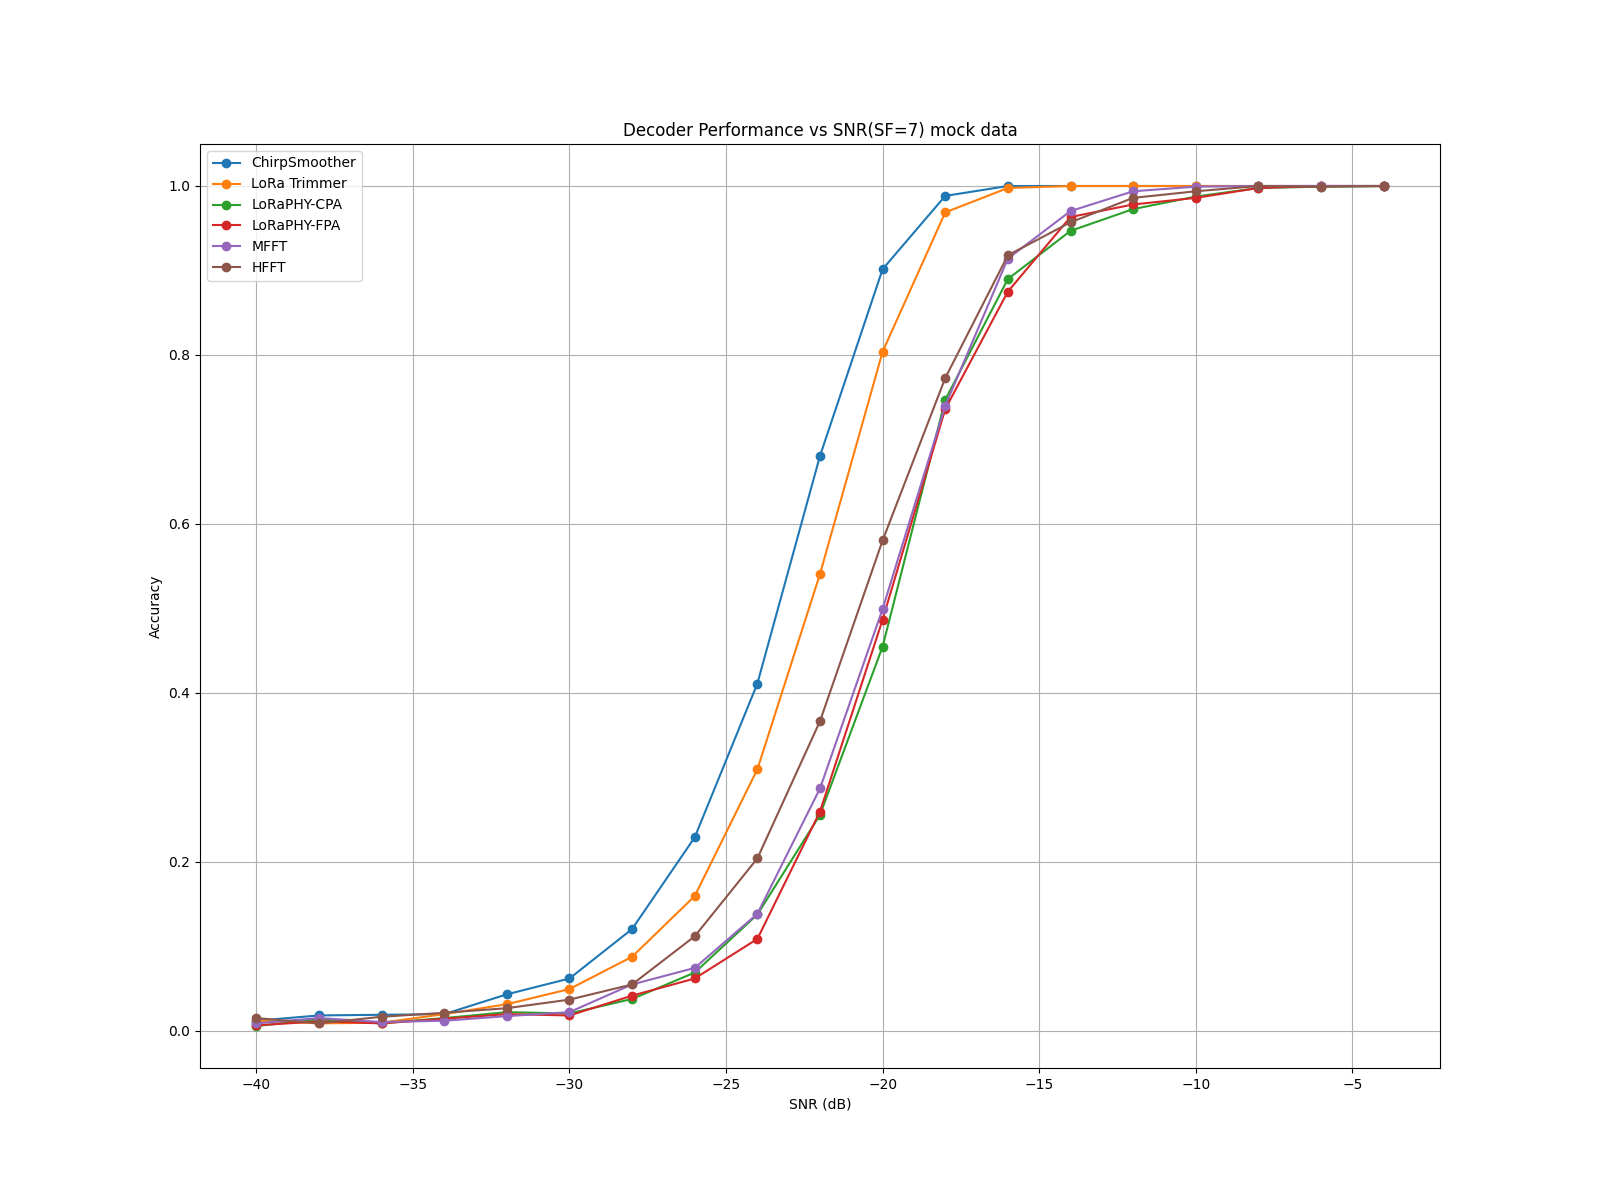 Decoder Performance vs SNR(SF=7) mock data
ChirpSmoother
LoRa Trimmer
LoRaPHY-CPA
LoRaPHY-FPA
MFFT
HFFT
1.0
0.8
0.6
0.4
0.2
0.0
Accuracy
−40 −35 −30 −25 −20 −15 −10 −5
SNR (dB)